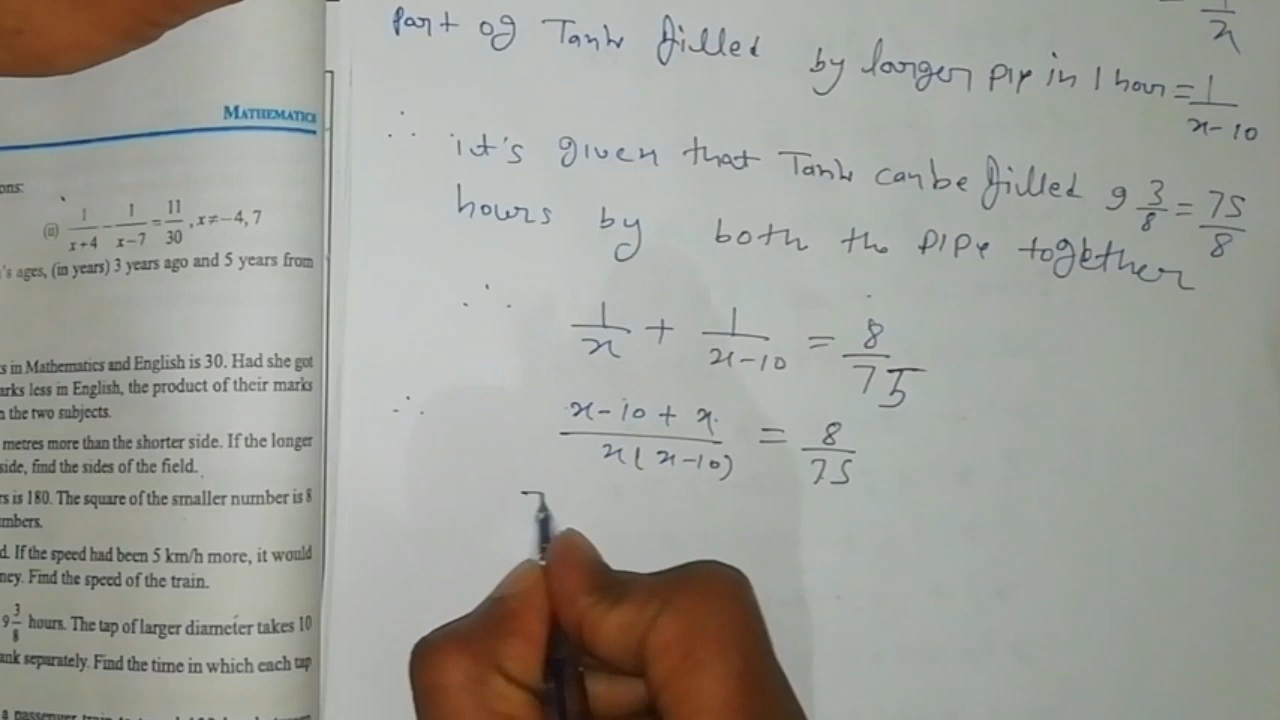 MATHEMATICS
ons:
(ii) 1/x+4 − 1/x−7 = 11/30 , x ≠ −4, 7
's ages, (in years) 3 years ago and 5 years from
s in Mathematics and English is 30. Had she got
arks less in English, the product of their marks
n the two subjects.
metres more than the shorter side. If the longer
side, find the sides of the field.
rs is 180. The square of the smaller number is 8
mbers.
d. If the speed had been 5 km/h more, it would
ney. Find the speed of the train.
9 3/8 hours. The tap of larger diameter takes 10
ank separately. Find the time in which each tap
= 1/x
Part of Tank filled by larger pip in 1 hour = 1/x-10
∴ it's given that Tank can be filled 9 3/8 = 75/8
hours by both the pipe together
∴ 1/x + 1/x-10 = 8/75
∴ x-10 + x/x(x-10) = 8/75